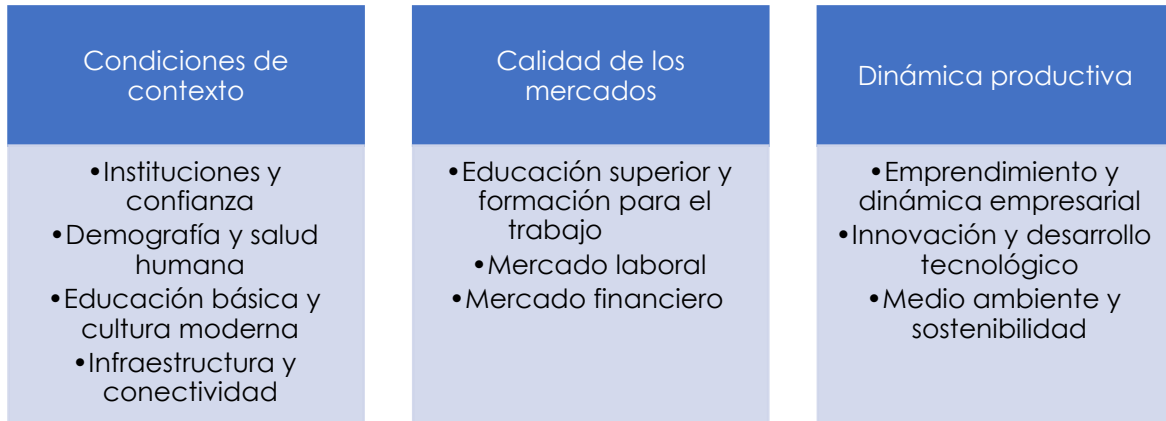 Condiciones de
contexto
•Instituciones y
confianza
•Demografía y salud
humana
•Educación básica y
cultura moderna
•Infraestructura y
conectividad
Calidad de los
mercados
•Educación superior y
formación para el
trabajo
•Mercado laboral
•Mercado financiero
Dinámica productiva
•Emprendimiento y
dinámica empresarial
•Innovación y desarrollo
tecnológico
•Medio ambiente y
sostenibilidad